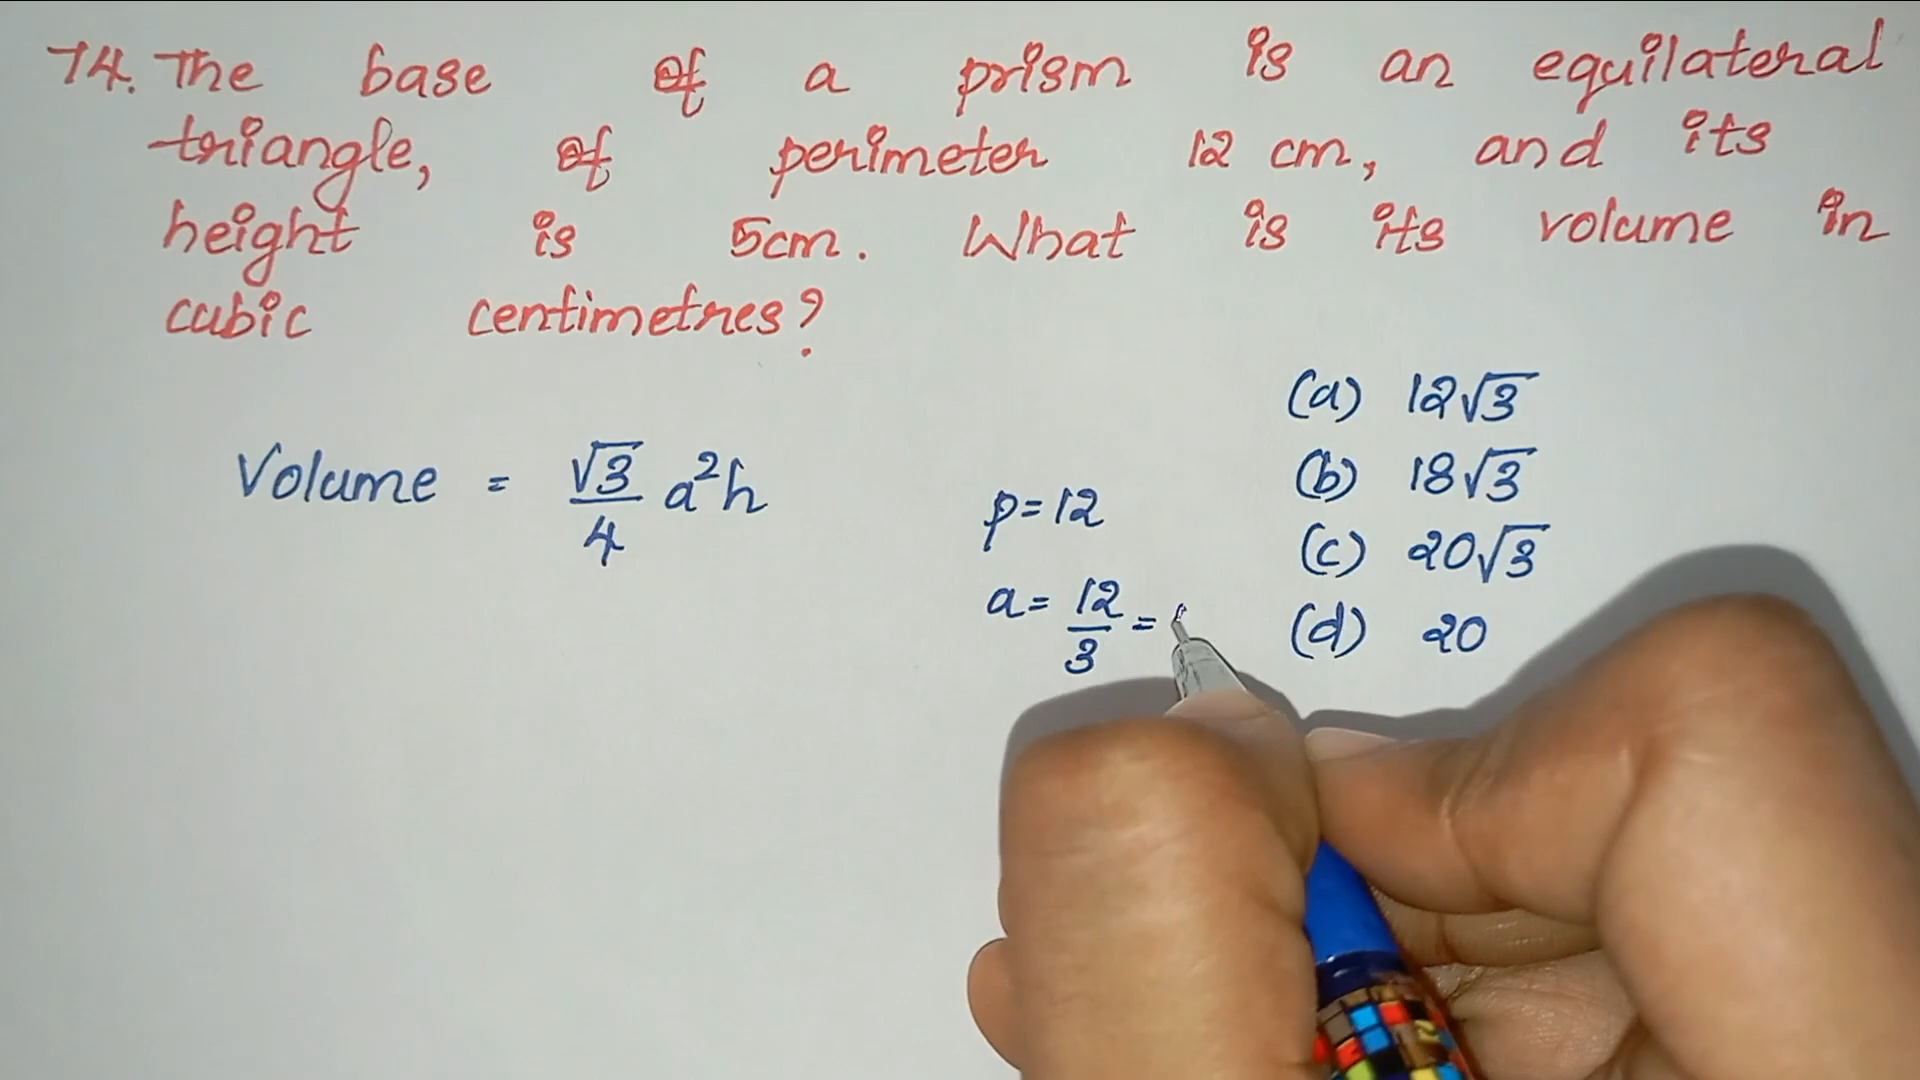 74. The base of a prism is an equilateral
triangle, of perimeter 12 cm, and its
height is 5cm. What is its volume in
cubic centimetres?
(a) 12√3
Volume = √3/4 a²h
(b) 18√3
p=12
(c) 20√3
a= 12/3 =
(d) 20